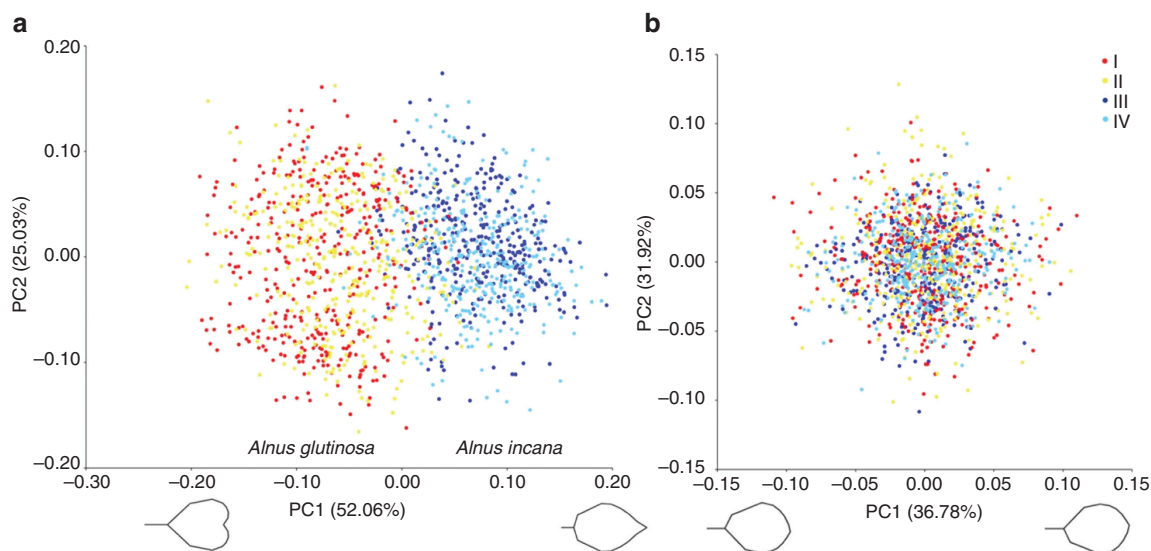 a
0.20
0.10
0.00
–0.10
–0.20
PC2 (25.03%)
Alnus glutinosa
Alnus incana
–0.30
–0.20
–0.10
0.00
0.10
0.20
PC1 (52.06%)
b
0.15
0.10
0.05
0.00
–0.05
–0.10
–0.15
PC2 (31.92%)
I
II
III
IV
–0.15
–0.10
–0.05
0.00
0.05
0.10
0.15
PC1 (36.78%)